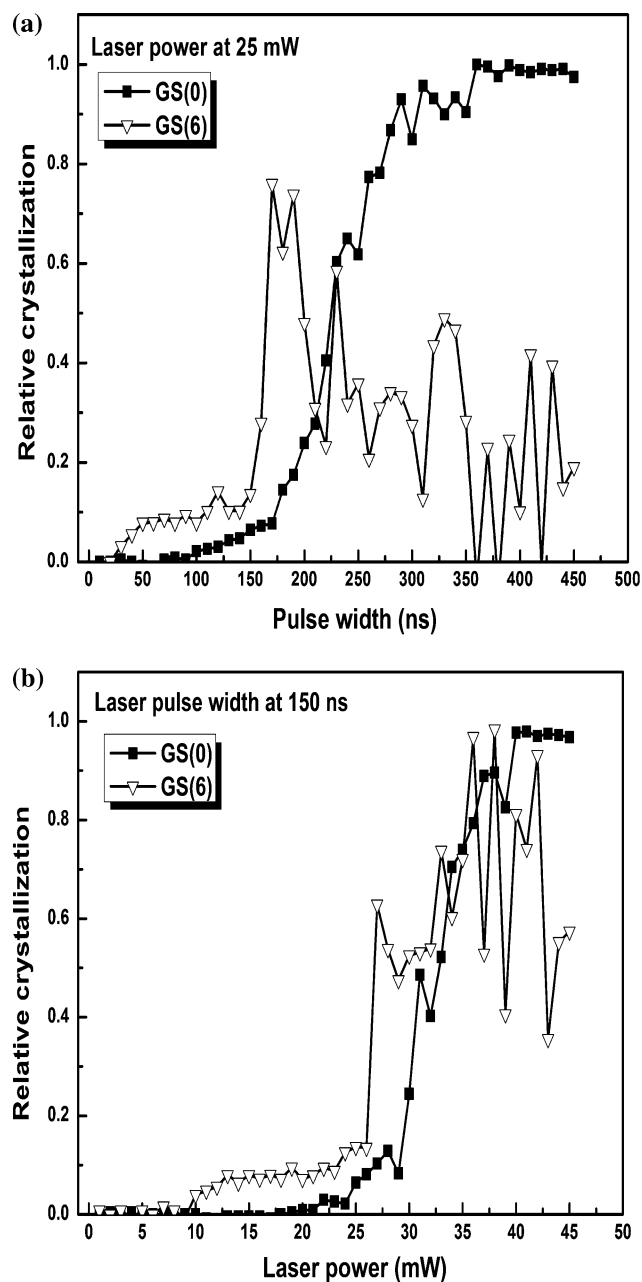 (a)
Laser power at 25 mW
GS(0)
GS(6)
Relative crystallization
1.0
0.8
0.6
0.4
0.2
0.0
0 50 100 150 200 250 300 350 400 450 500
Pulse width (ns)
(b)
Laser pulse width at 150 ns
GS(0)
GS(6)
Relative crystallization
1.0
0.8
0.6
0.4
0.2
0.0
0 5 10 15 20 25 30 35 40 45 50
Laser power (mW)